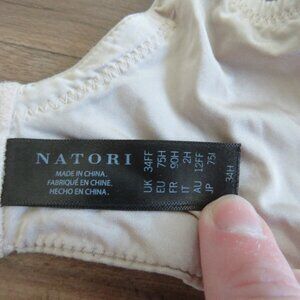 NATORI
MADE IN CHINA.
FABRIQUÉ EN CHINE.
HECHO EN CHINA.
UK 34FF
EU 75H
FR 90H
IT 2H
AU 12FF
JP 75I
34H